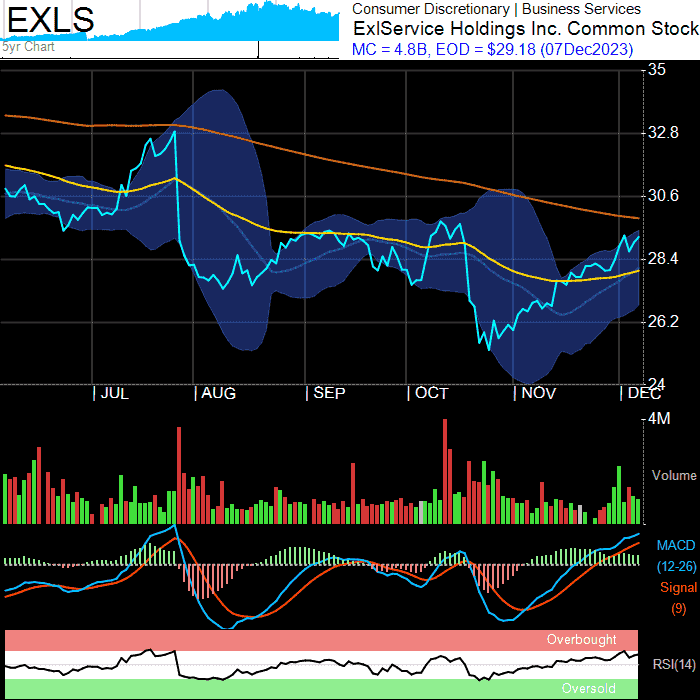 EXLS
5yr Chart
Consumer Discretionary | Business Services
ExlService Holdings Inc. Common Stock
MC = 4.8B, EOD = $29.18 (07Dec2023)
35
32.8
30.6
28.4
26.2
24
JUL AUG SEP OCT NOV DEC
4M
Volume
MACD
(12-26)
Signal
(9)
Overbought
RSI(14)
Oversold